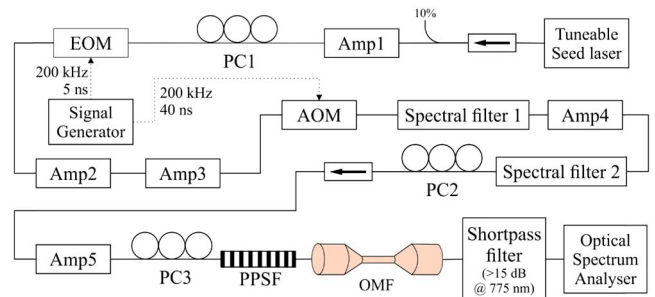 EOM
PC1
Amp1
10%
Tuneable
Seed laser
200 kHz
5 ns
Signal
Generator
200 kHz
40 ns
AOM
Spectral filter 1
Amp4
Amp2
Amp3
PC2
Spectral filter 2
Amp5
PC3
PPSF
OMF
Shortpass
filter
(>15 dB
@ 775 nm)
Optical
Spectrum
Analyser